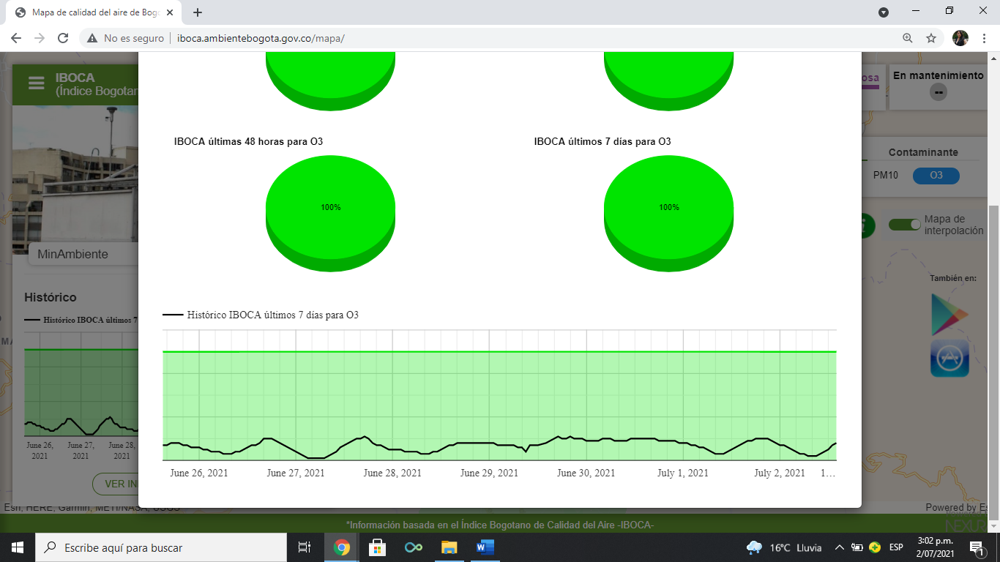 Mapa de calidad del aire de Bogo
No es seguro | iboca.ambientebogota.gov.co/mapa/
IBOCA
(Índice Bogotan
osa
En mantenimiento
--
IBOCA últimas 48 horas para O3
IBOCA últimos 7 días para O3
100%
100%
Contaminante
PM10
O3
Mapa de
interpolación
MinAmbiente
También en:
Histórico
Histórico IBOCA últimos 7
Histórico IBOCA últimos 7 días para O3
June 26,
2021
June 27,
2021
June 28,
2021
June 26, 2021
June 27, 2021
June 28, 2021
June 29, 2021
June 30, 2021
July 1, 2021
July 2, 2021
1…
VER IN
Esri, HERE, Garmin, METI/NASA, USGS
Powered by Es
*Información basada en el Índice Bogotano de Calidad del Aire -IBOCA-
Escribe aquí para buscar
16°C Lluvia
ESP
3:02 p.m.
2/07/2021
1